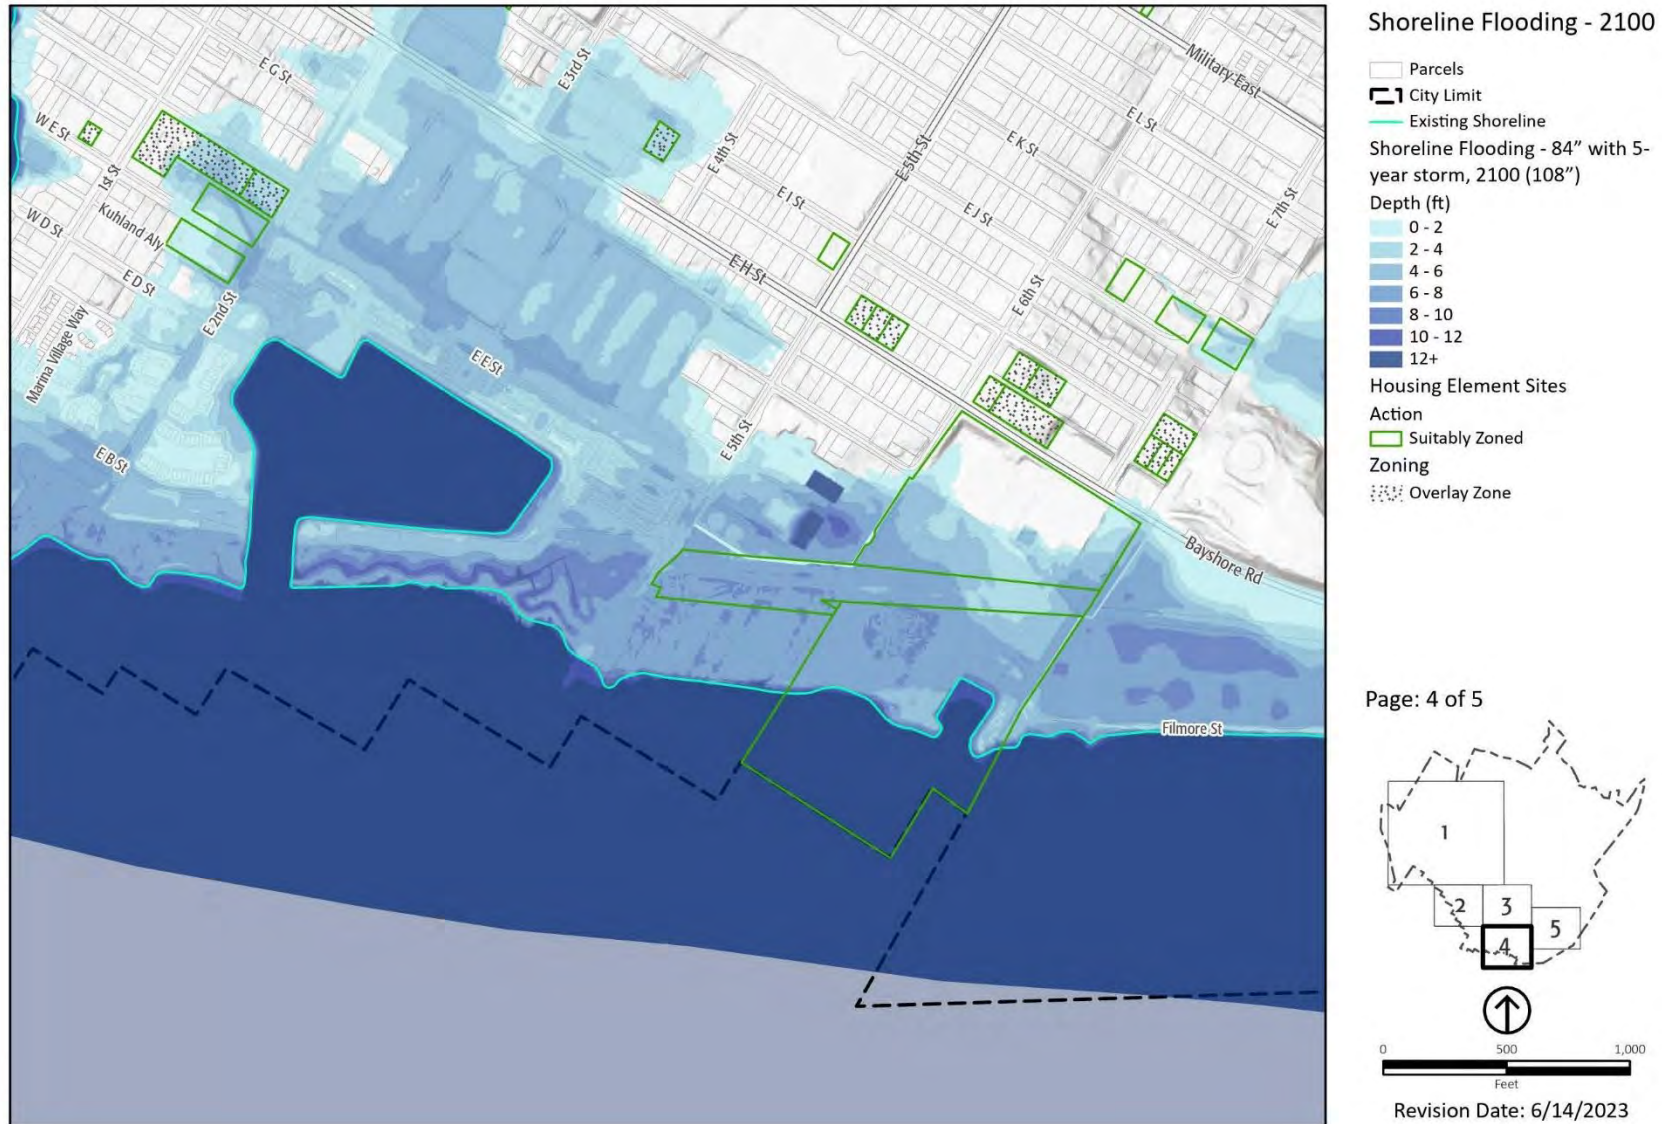 Shoreline Flooding - 2100
Parcels
City Limit
Existing Shoreline
Shoreline Flooding - 84” with 5-
year storm, 2100 (108”)
Depth (ft)
0 - 2
2 - 4
4 - 6
6 - 8
8 - 10
10 - 12
12+
Housing Element Sites
Action
Suitably Zoned
Zoning
Overlay Zone
Page: 4 of 5
1
2
3
4
5
0
500
1,000
Feet
Revision Date: 6/14/2023
E G St
E 3rd St
Military East
W E St
1st St
E 4th St
E 5th St
E L St
E K St
E I St
E J St
E 7th St
W D St
Kuhland Aly
E D St
E 2nd St
E H St
E 6th St
Marina Village Way
E E St
E 5th St
E B St
Bayshore Rd
Filmore St